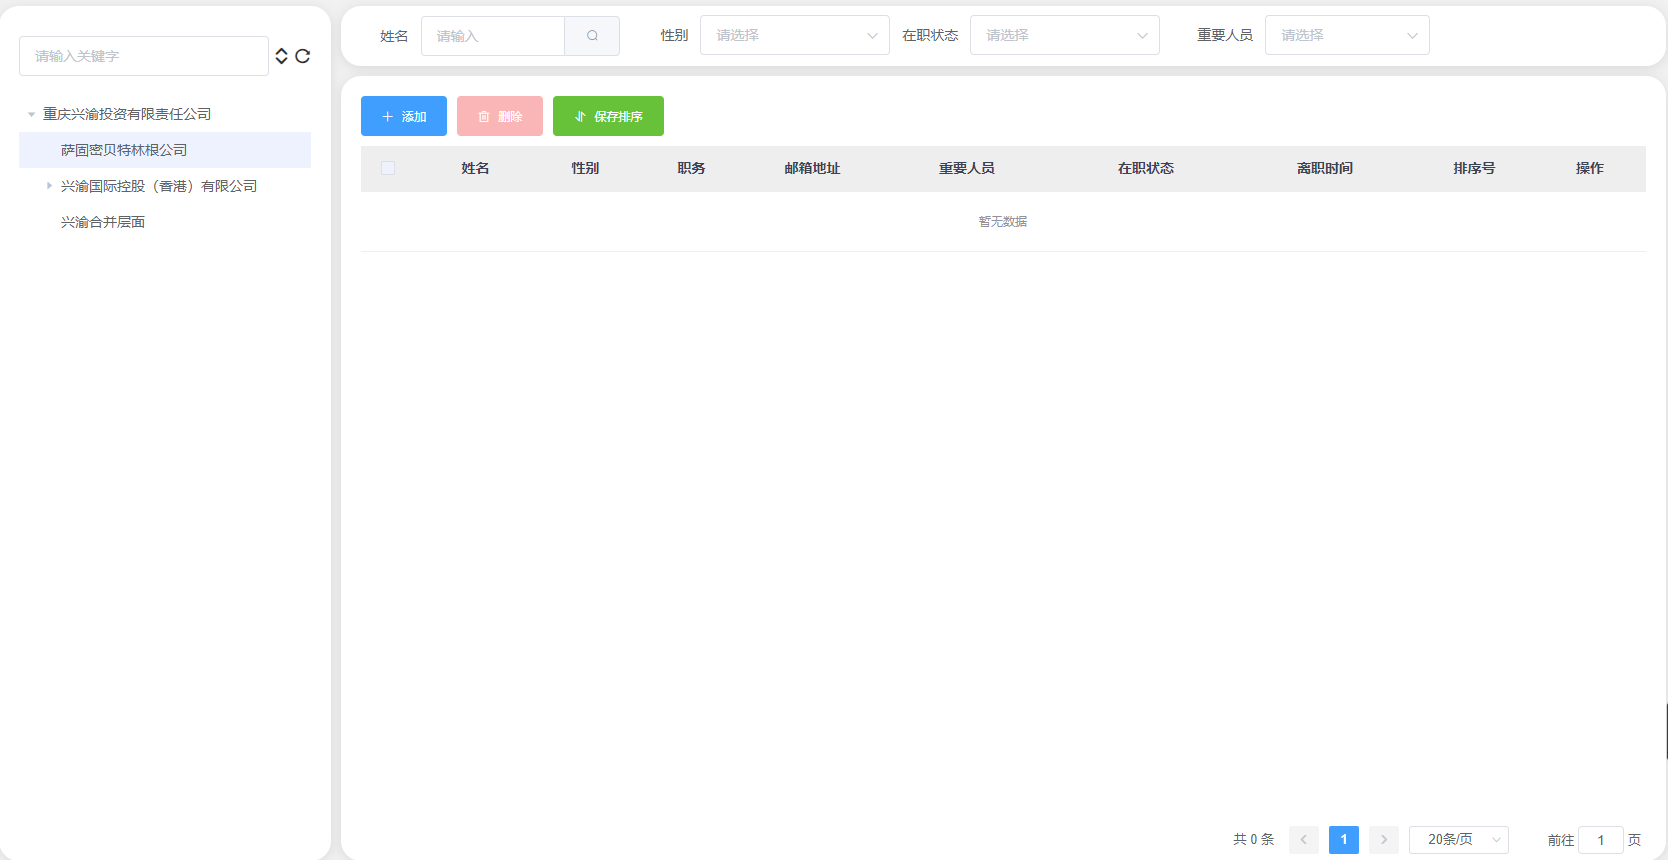 请输入关键字
重庆兴渝投资有限责任公司
萨固密贝特林根公司
兴渝国际控股（香港）有限公司
兴渝合并层面
姓名 请输入 性别 请选择 在职状态 请选择 重要人员 请选择
添加 删除 保存排序
姓名 性别 职务 邮箱地址 重要人员 在职状态 离职时间 排序号 操作
暂无数据
共 0 条 1 20条/页 前往 1 页